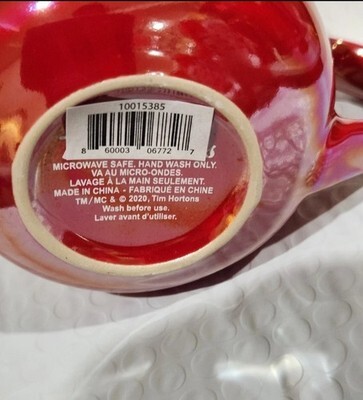 10015385
8 60003 06772 7
MICROWAVE SAFE. HAND WASH ONLY.
VA AU MICRO-ONDES.
LAVAGE À LA MAIN SEULEMENT.
MADE IN CHINA - FABRIQUÉ EN CHINE
TM/MC & © 2020, Tim Hortons
Wash before use.
Laver avant d'utiliser.